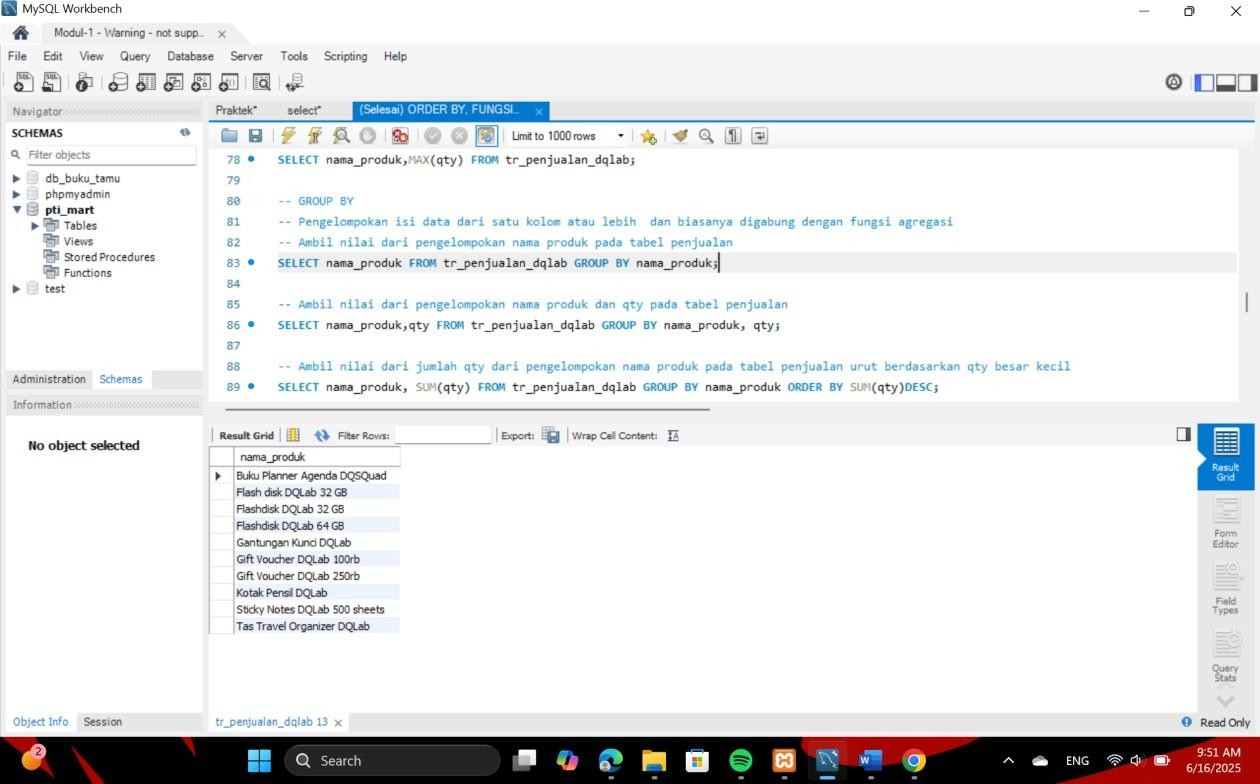 MySQL Workbench
Modul-1 - Warning - not supp...
File Edit View Query Database Server Tools Scripting Help
Navigator
Praktek* select* (Selesai) ORDER BY, FUNGSI...
SCHEMAS
Limit to 1000 rows
Filter objects
db_buku_tamu
phpmyadmin
pti_mart
Tables
Views
Stored Procedures
Functions
test
78 SELECT nama_produk,MAX(qty) FROM tr_penjualan_dqlab;
79
80 -- GROUP BY
81 -- Pengelompokan isi data dari satu kolom atau lebih  dan biasanya digabung dengan fungsi agregasi
82 -- Ambil nilai dari pengelompokan nama produk pada tabel penjualan
83 SELECT nama_produk FROM tr_penjualan_dqlab GROUP BY nama_produk;
84
85 -- Ambil nilai dari pengelompokan nama produk dan qty pada tabel penjualan
86 SELECT nama_produk,qty FROM tr_penjualan_dqlab GROUP BY nama_produk, qty;
87
88 -- Ambil nilai dari jumlah qty dari pengelompokan nama produk pada tabel penjualan urut berdasarkan qty besar kecil
89 SELECT nama_produk, SUM(qty) FROM tr_penjualan_dqlab GROUP BY nama_produk ORDER BY SUM(qty)DESC;
Administration Schemas
Information
No object selected
Result Grid Filter Rows: Export: Wrap Cell Content:
nama_produk
Buku Planner Agenda DQSQuad
Flash disk DQLab 32 GB
Flashdisk DQLab 32 GB
Flashdisk DQLab 64 GB
Gantungan Kunci DQLab
Gift Voucher DQLab 100rb
Gift Voucher DQLab 250rb
Kotak Pensil DQLab
Sticky Notes DQLab 500 sheets
Tas Travel Organizer DQLab
Result
Grid
Form
Editor
Field
Types
Query
Stats
Object Info Session
tr_penjualan_dqlab 13
Read Only
2
Search
ENG
9:51 AM
6/16/2025